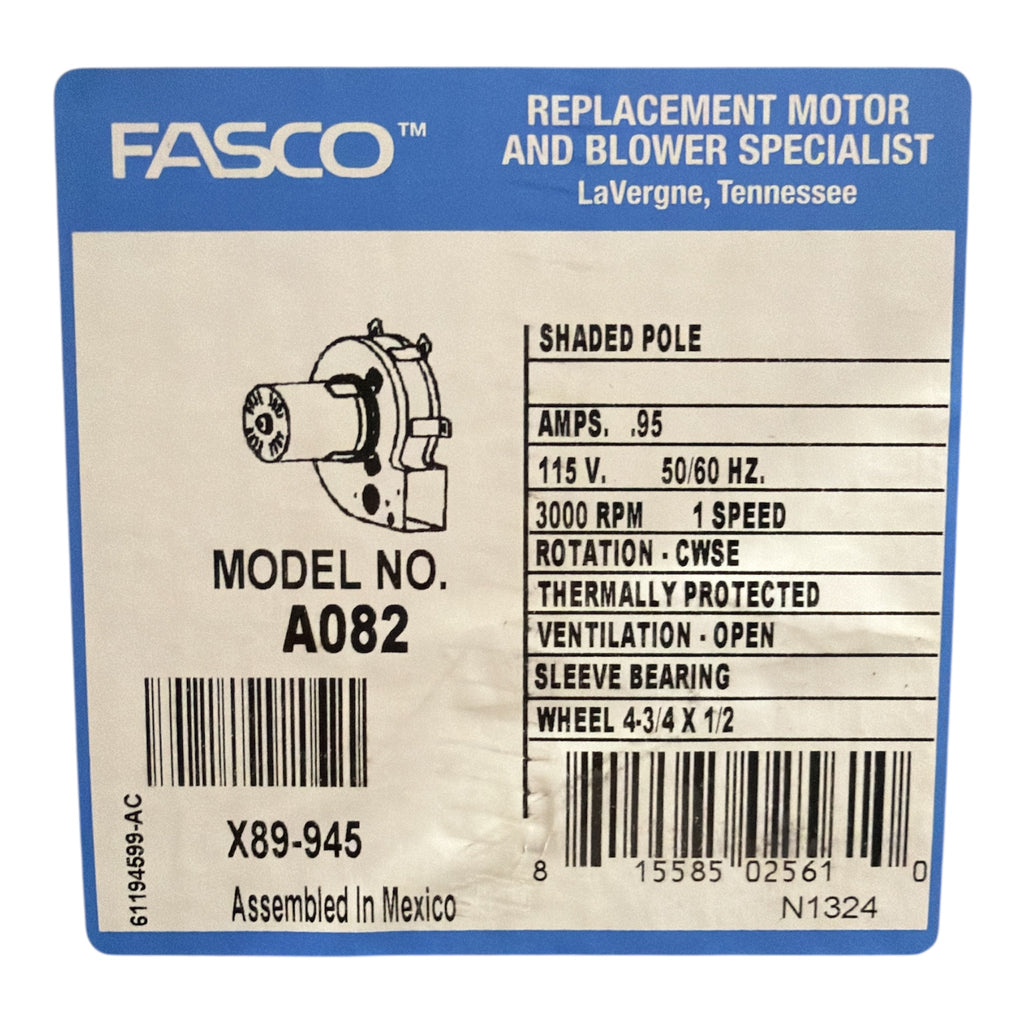 FASCO™
REPLACEMENT MOTOR
AND BLOWER SPECIALIST
LaVergne, Tennessee
SHADED POLE
AMPS. .95
115 V. 50/60 HZ.
3000 RPM 1 SPEED
ROTATION - CWSE
THERMALLY PROTECTED
VENTILATION - OPEN
SLEEVE BEARING
WHEEL 4-3/4 X 1/2
MODEL NO.
A082
X89-945
Assembled In Mexico
61194599-AC
8 15585 02561 0
N1324